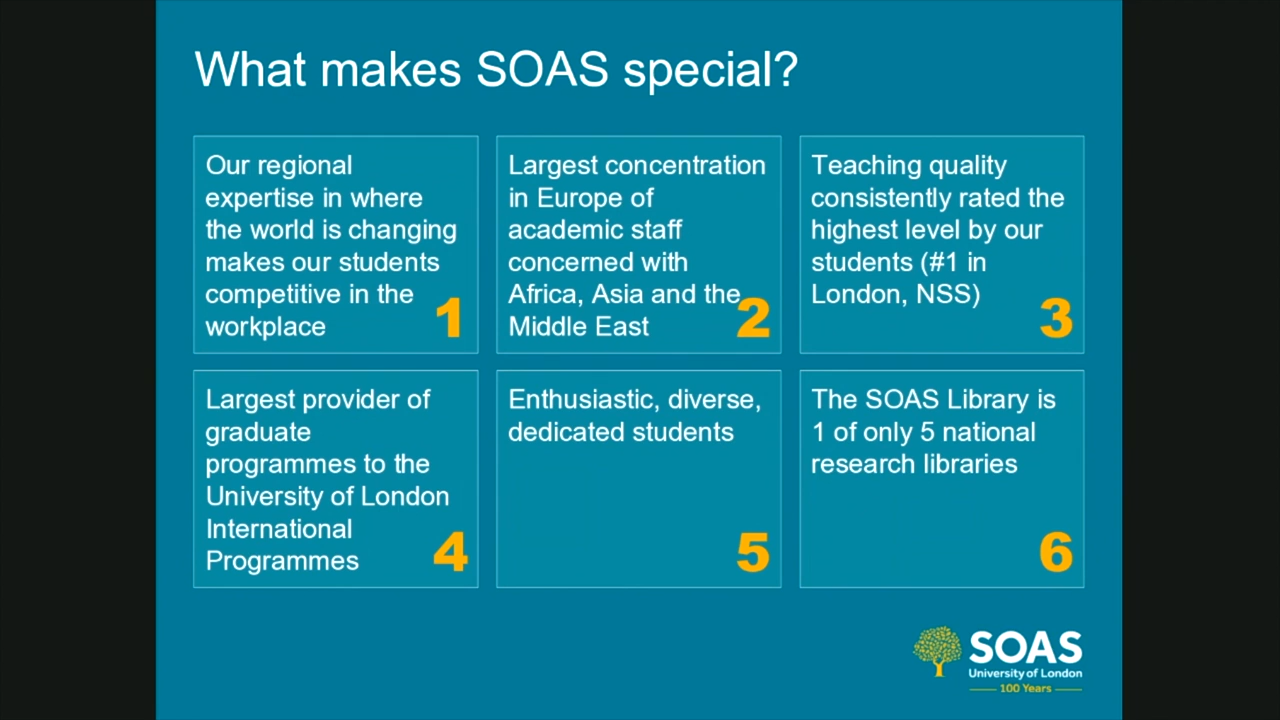 What makes SOAS special?
Our regional
expertise in where
the world is changing
makes our students
competitive in the
workplace
1
Largest concentration
in Europe of
academic staff
concerned with
Africa, Asia and the
Middle East
2
Teaching quality
consistently rated the
highest level by our
students (#1 in
London, NSS)
3
Largest provider of
graduate
programmes to the
University of London
International
Programmes
4
Enthusiastic, diverse,
dedicated students
5
The SOAS Library is
1 of only 5 national
research libraries
6
SOAS
University of London
100 Years